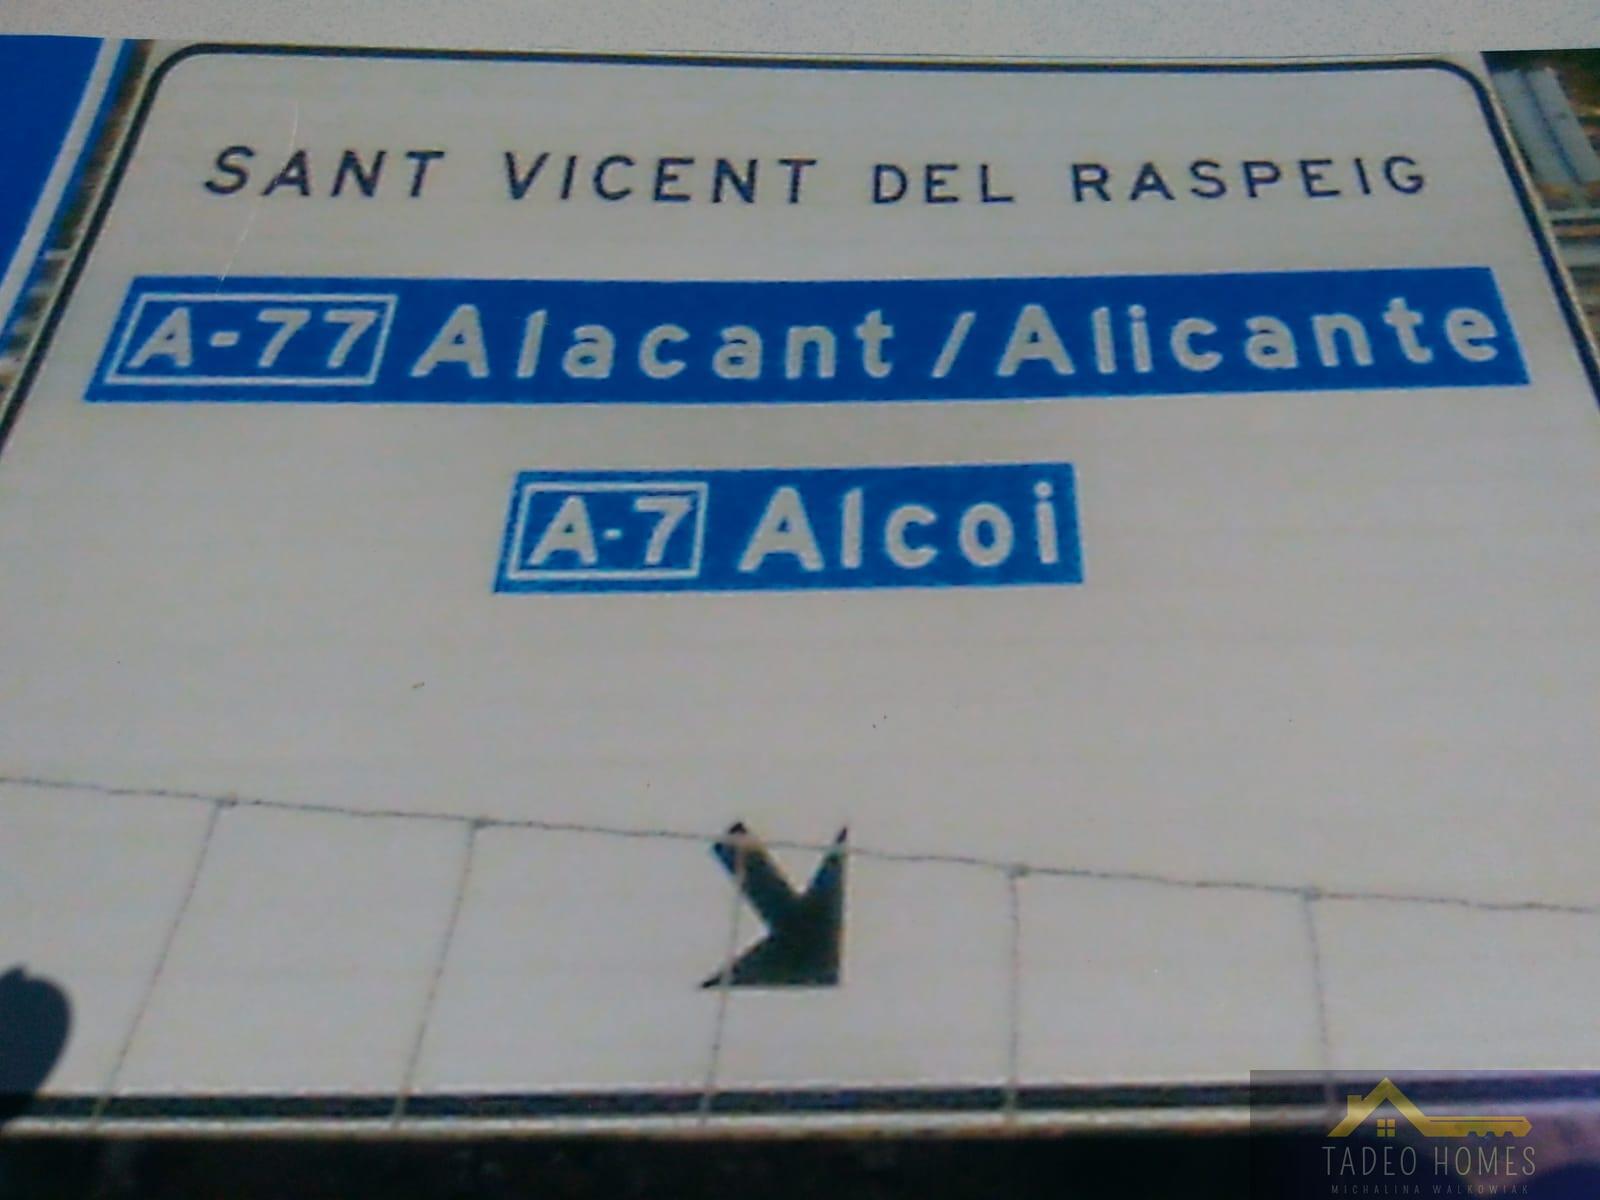 SANT VICENT DEL RASPEIG
A-77 Alacant / Alicante
A-7 Alcoi
TADEO HOMES
MICHALINA WALKOWIAK